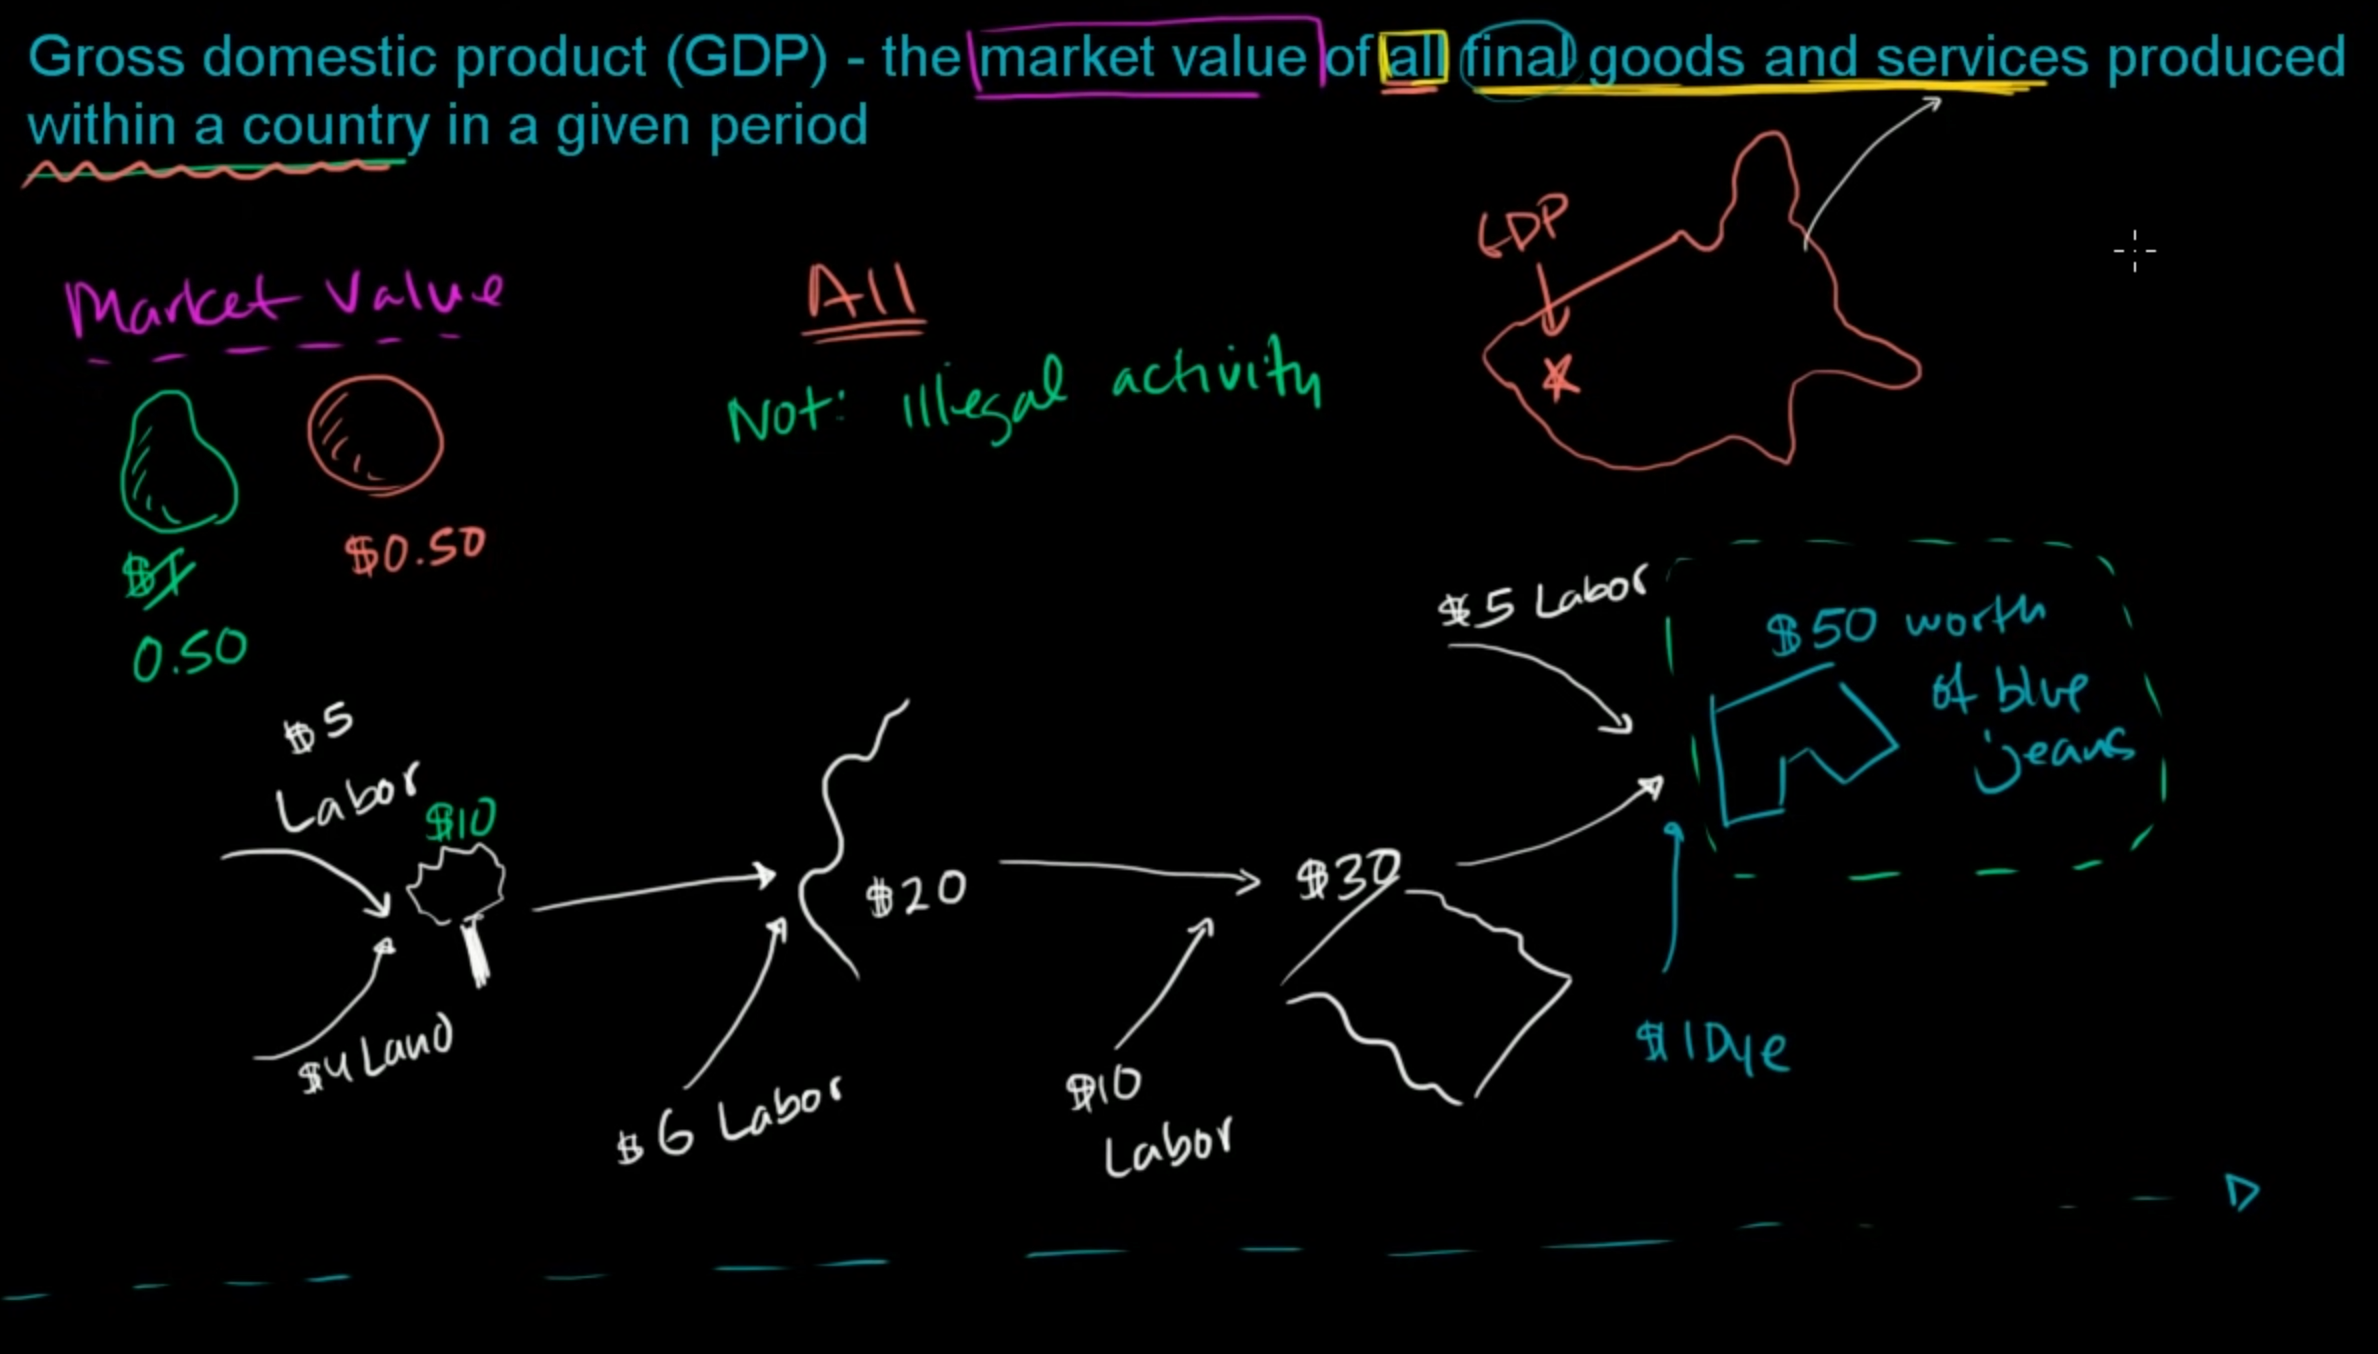 Gross domestic product (GDP) - the market value of all final goods and services produced
within a country in a given period
GDP
Market Value
All
Not: illegal activity
$1
$0.50
0.50
$5 Labor
$50 worth
of blue
jeans
$5
Labor
$10
$20
$30
$4 Land
$6 Labor
$10
Labor
$1 Dye